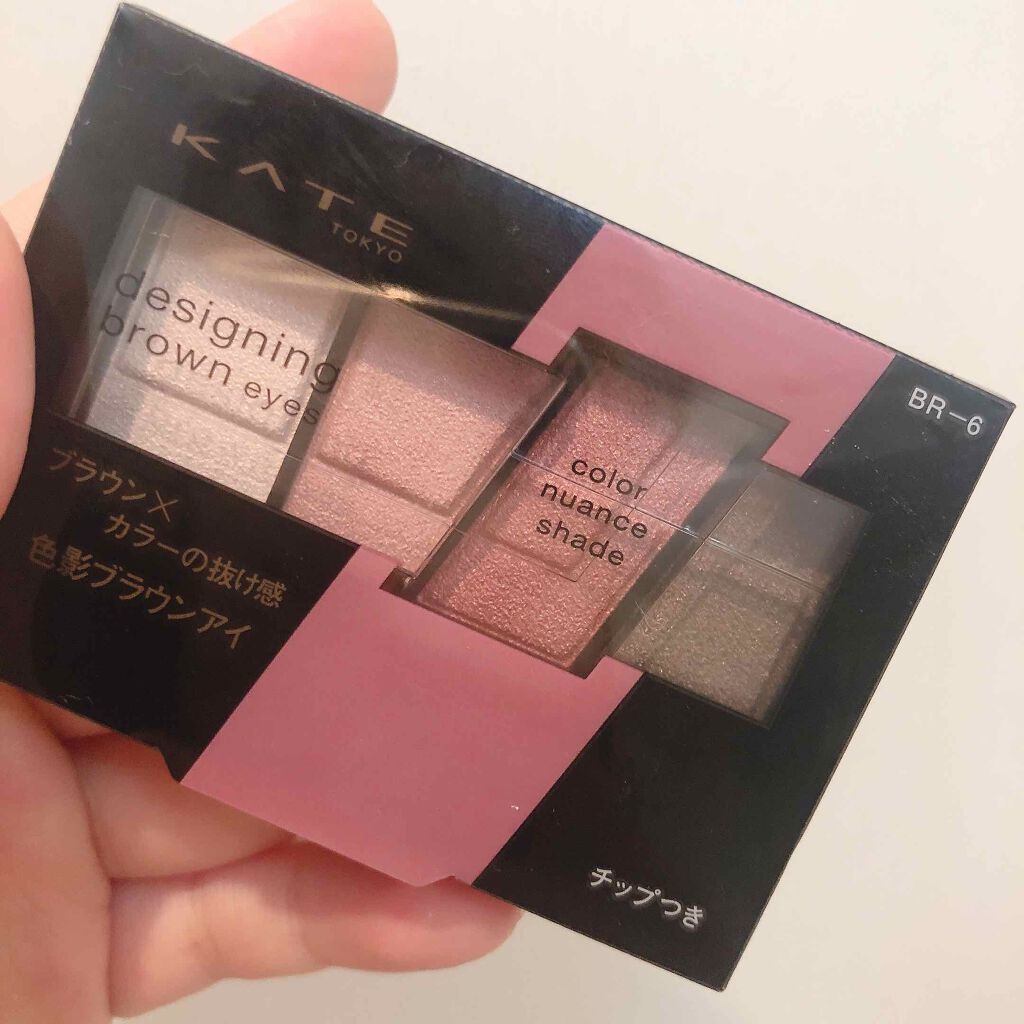 KATE
TOKYO
designing
brown eyes
color
nuance
shade
BR-6
ブラウン×
カラーの抜け感
色影ブラウンアイ
チップつき